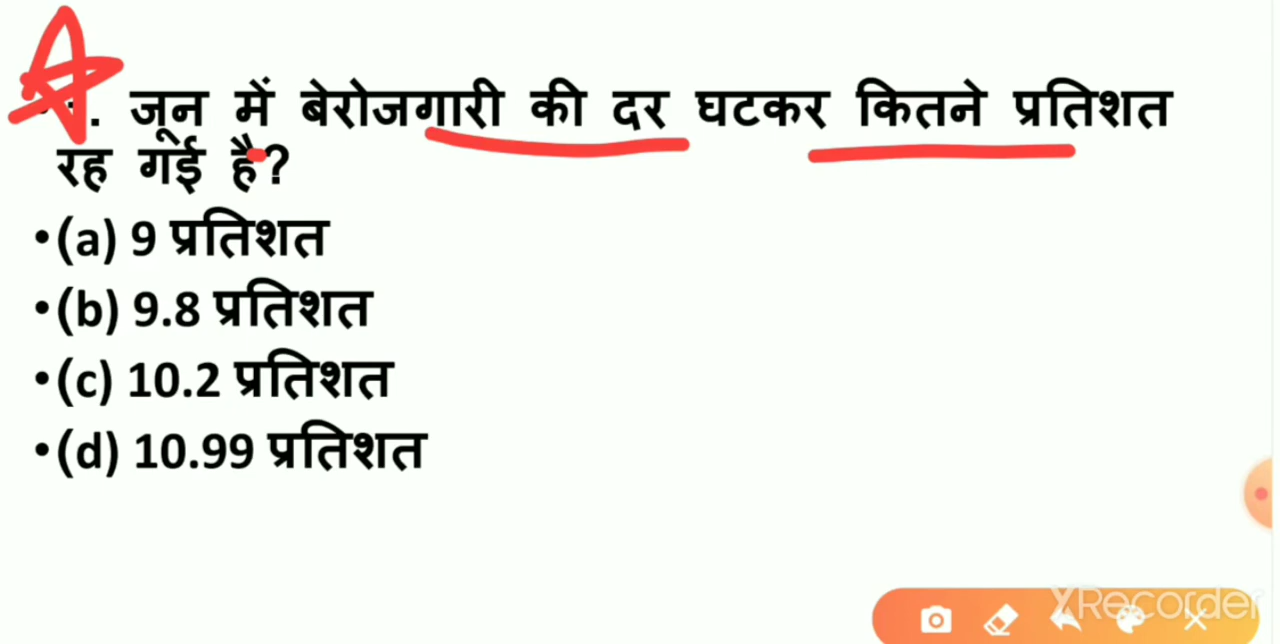 . जून में बेरोजगारी की दर घटकर कितने प्रतिशत
रह गई है?
•(a) 9 प्रतिशत
•(b) 9.8 प्रतिशत
•(c) 10.2 प्रतिशत
•(d) 10.99 प्रतिशत
XRecorder